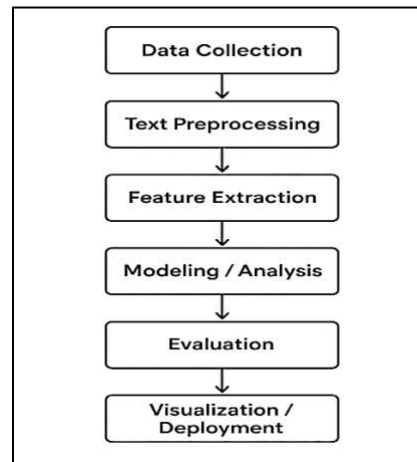 Data Collection
Text Preprocessing
Feature Extraction
Modeling / Analysis
Evaluation
Visualization /
Deployment